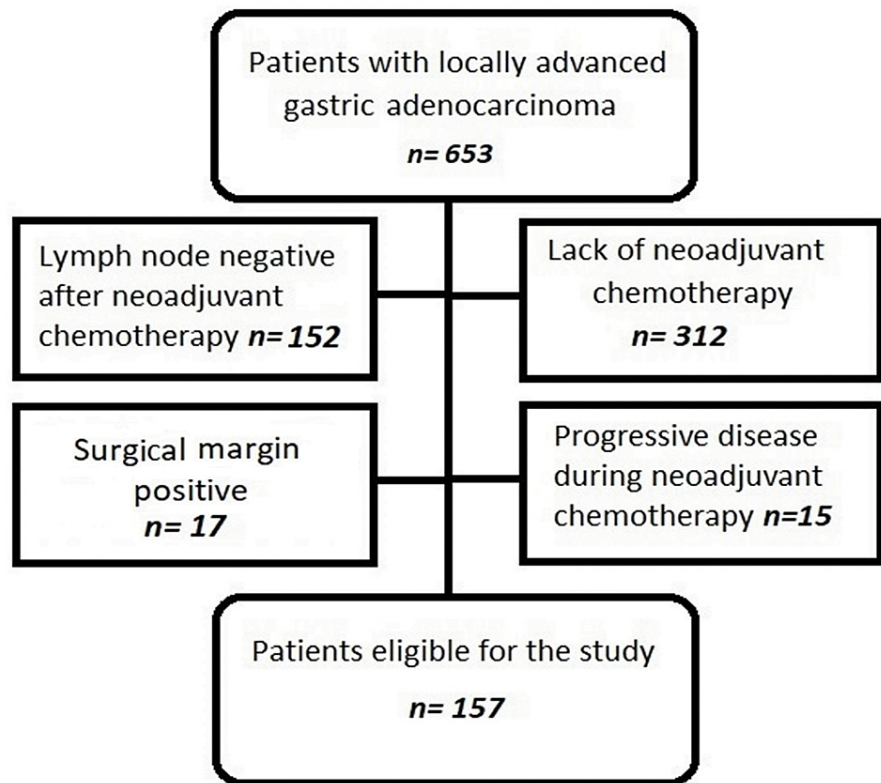 Patients with locally advanced
gastric adenocarcinoma
n= 653
Lymph node negative
after neoadjuvant
chemotherapy n= 152
Lack of neoadjuvant
chemotherapy
n= 312
Surgical margin
positive
n= 17
Progressive disease
during neoadjuvant
chemotherapy n=15
Patients eligible for the study
n= 157